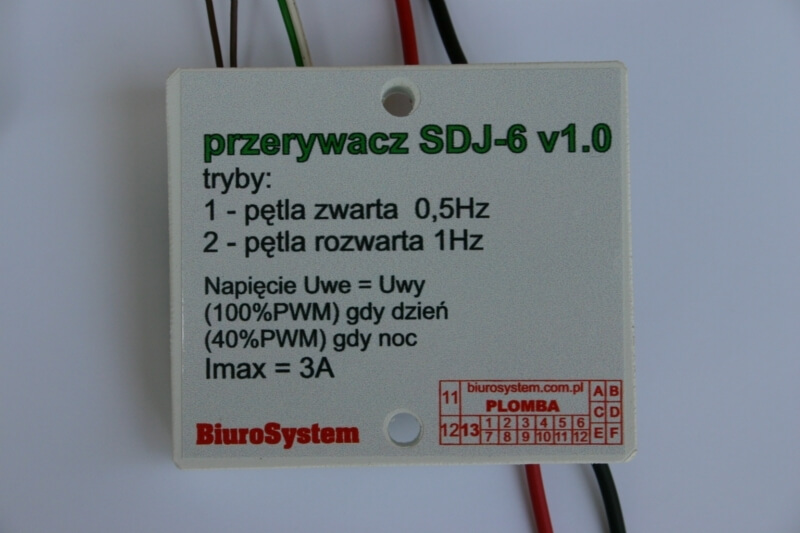 przerywacz SDJ-6 v1.0
tryby:
1 - pętla zwarta 0,5Hz
2 - pętla rozwarta 1Hz
Napięcie Uwe = Uwy
(100%PWM) gdy dzień
(40%PWM) gdy noc
Imax = 3A
BiuroSystem
11 biurosystem.com.pl A B
PLOMBA C D
12 13 1 2 3 4 5 6 E F
7 8 9 10 11 12